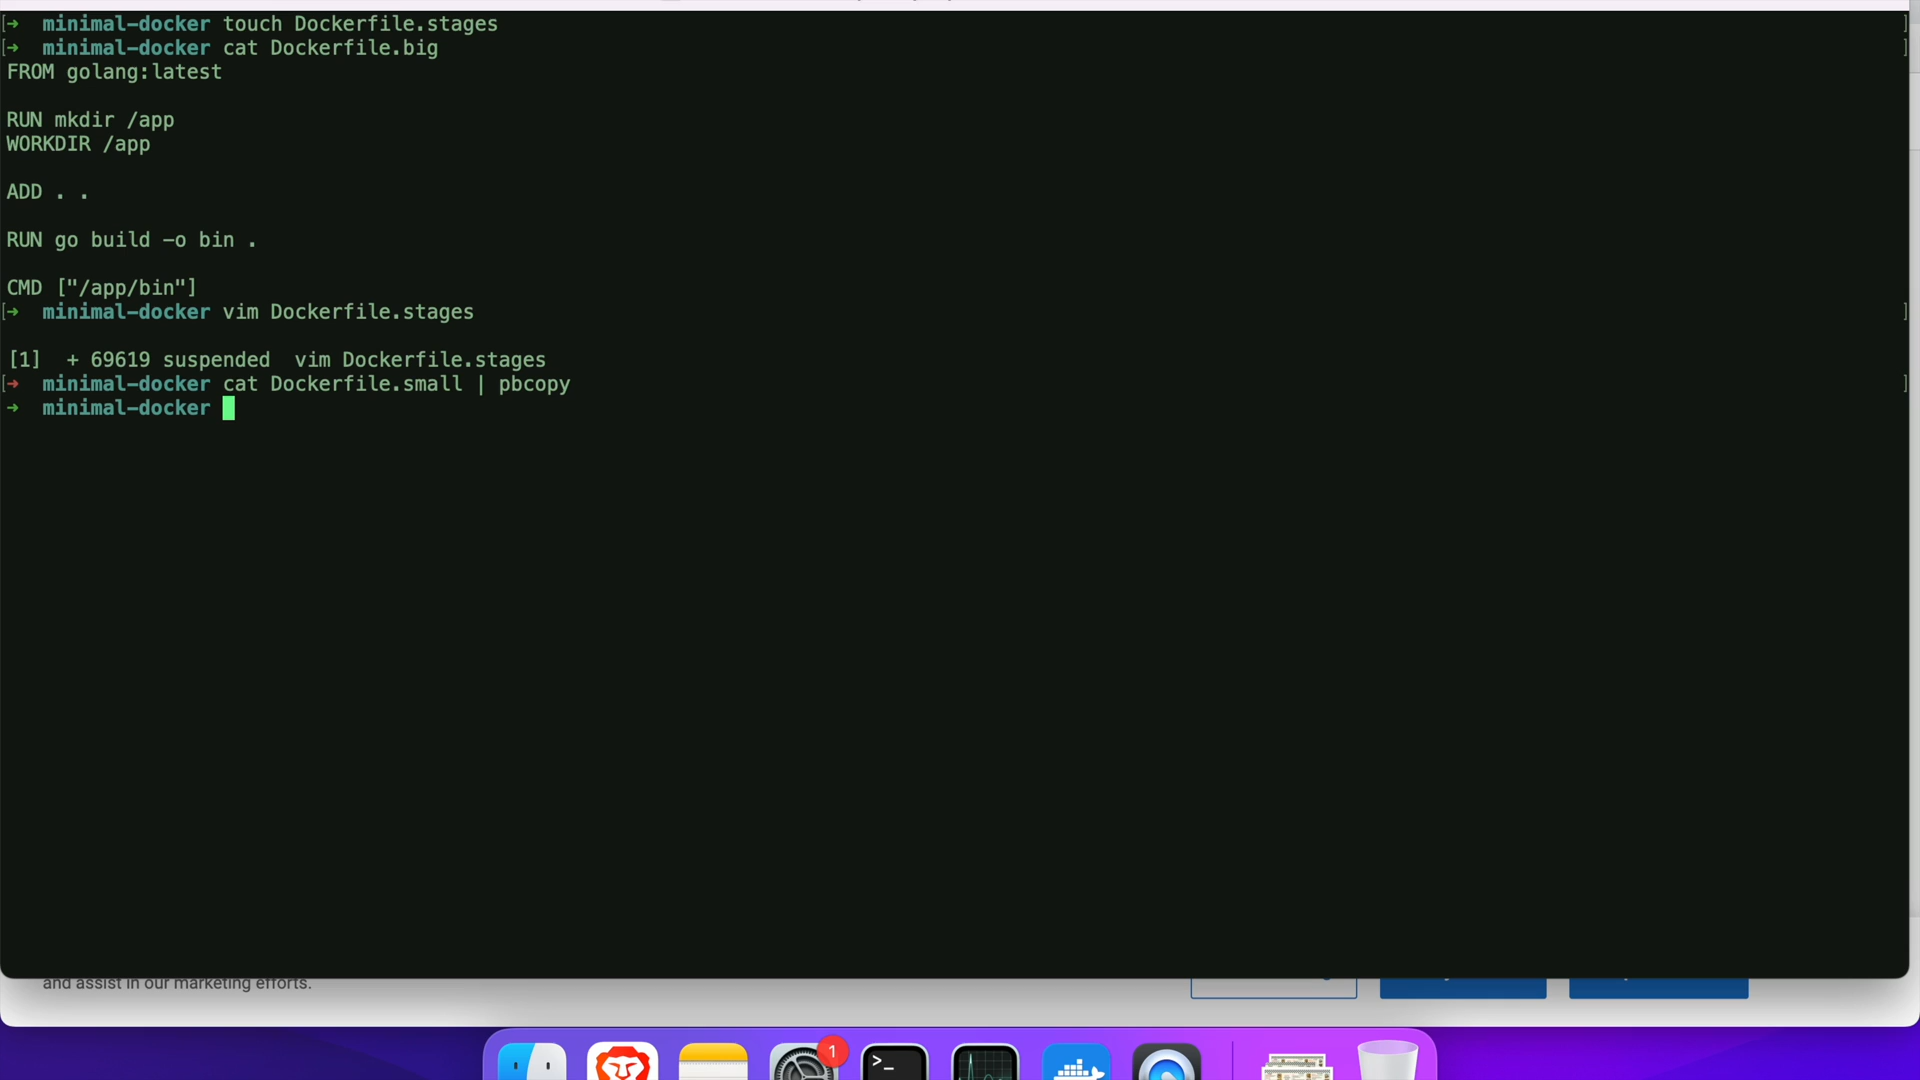 [→ minimal-docker touch Dockerfile.stages ]
[→ minimal-docker cat Dockerfile.big ]
FROM golang:latest
RUN mkdir /app
WORKDIR /app
ADD . .
RUN go build -o bin .
CMD ["/app/bin"]
[→ minimal-docker vim Dockerfile.stages ]
[1]  + 69619 suspended  vim Dockerfile.stages
[→ minimal-docker cat Dockerfile.small | pbcopy ]
→ minimal-docker
and assist in our marketing efforts.
1
>_